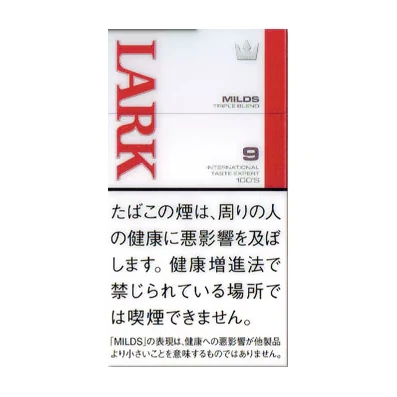 LARK
MILDS
TRIPLE BLEND
9
INTERNATIONAL
TASTE EXPERT
100'S
たばこの煙は、周りの人
の健康に悪影響を及ぼ
します。健康増進法で
禁じられている場所で
は喫煙できません。
「MILDS」の表現は、健康への悪影響が他製品
より小さいことを意味するものではありません。